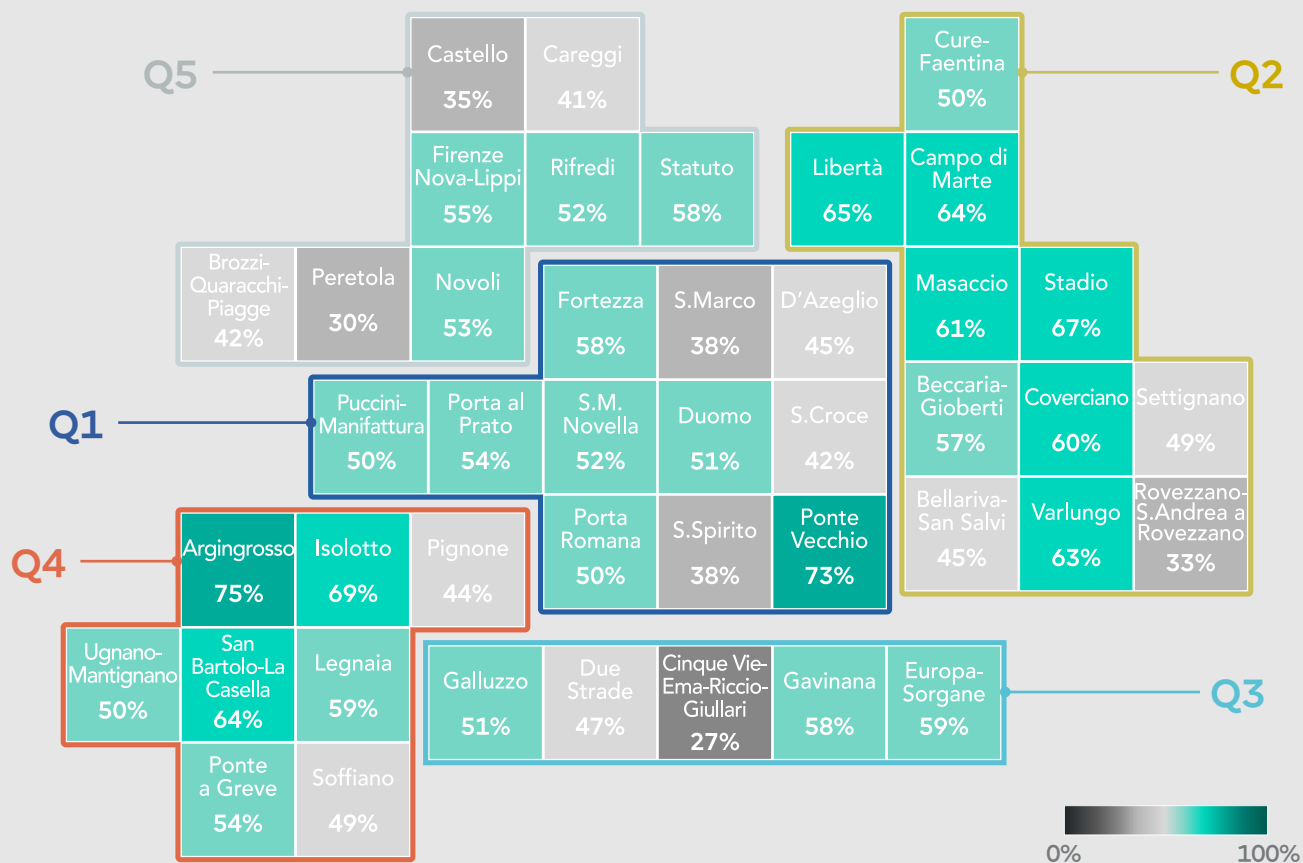 Q5
Castello
35%
Careggi
41%
Firenze
Nova-Lippi
55%
Rifredi
52%
Statuto
58%
Brozzi-
Quaracchi-
Piagge
42%
Peretola
30%
Novoli
53%
Q2
Cure-
Faentina
50%
Libertà
65%
Campo di
Marte
64%
Masaccio
61%
Stadio
67%
Beccaria-
Gioberti
57%
Coverciano
60%
Settignano
49%
Bellariva-
San Salvi
45%
Varlungo
63%
Rovezzano-
S.Andrea a
Rovezzano
33%
Q1
Fortezza
58%
S.Marco
38%
D'Azeglio
45%
Puccini-
Manifattura
50%
Porta al
Prato
54%
S.M.
Novella
52%
Duomo
51%
S.Croce
42%
Porta
Romana
50%
S.Spirito
38%
Ponte
Vecchio
73%
Q4
Argingrosso
75%
Isolotto
69%
Pignone
44%
Ugnano-
Mantignano
50%
San
Bartolo-La
Casella
64%
Legnaia
59%
Ponte
a Greve
54%
Soffiano
49%
Q3
Galluzzo
51%
Due
Strade
47%
Cinque Vie-
Ema-Riccio-
Giullari
27%
Gavinana
58%
Europa-
Sorgane
59%
0%
100%